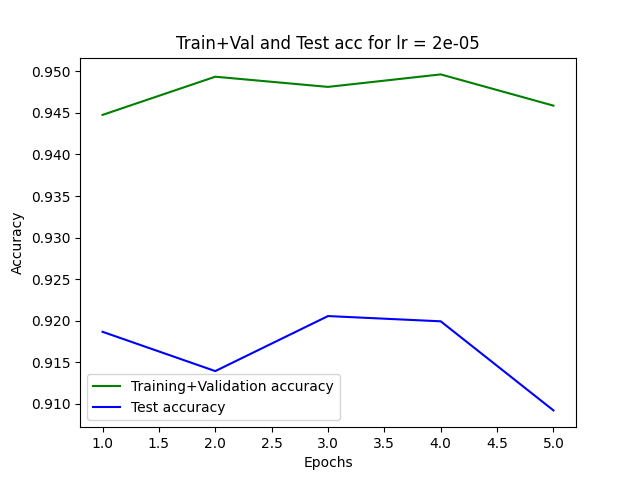 Train+Val and Test acc for lr = 2e-05
0.950
0.945
0.940
0.935
0.930
0.925
0.920
0.915
0.910
Accuracy
Training+Validation accuracy
Test accuracy
1.0 1.5 2.0 2.5 3.0 3.5 4.0 4.5 5.0
Epochs